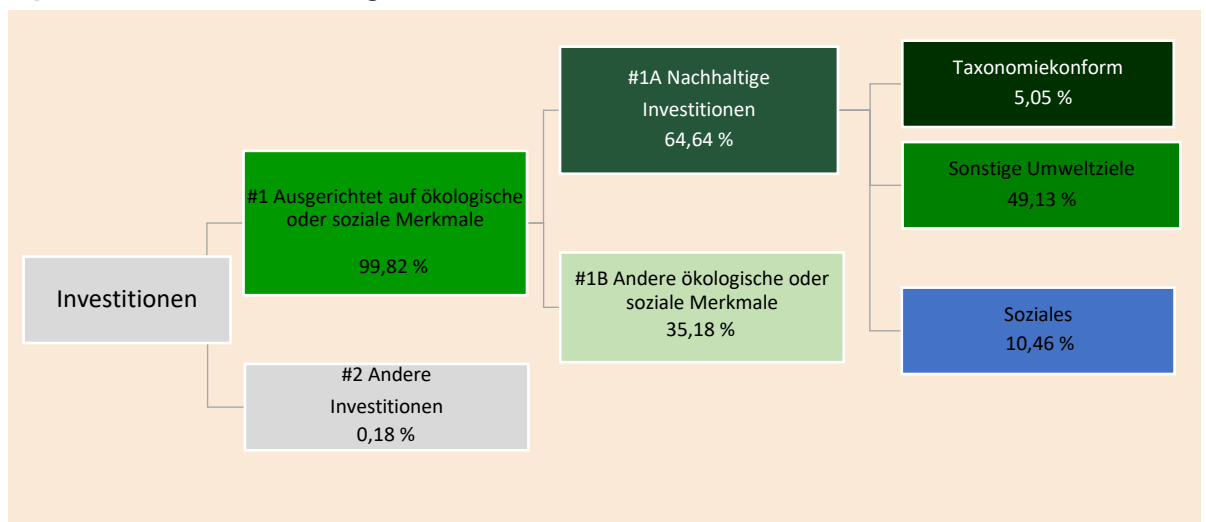 Investitionen
#1 Ausgerichtet auf ökologische
oder soziale Merkmale
99,82 %
#2 Andere
Investitionen
0,18 %
#1A Nachhaltige
Investitionen
64,64 %
#1B Andere ökologische oder
soziale Merkmale
35,18 %
Taxonomiekonform
5,05 %
Sonstige Umweltziele
49,13 %
Soziales
10,46 %